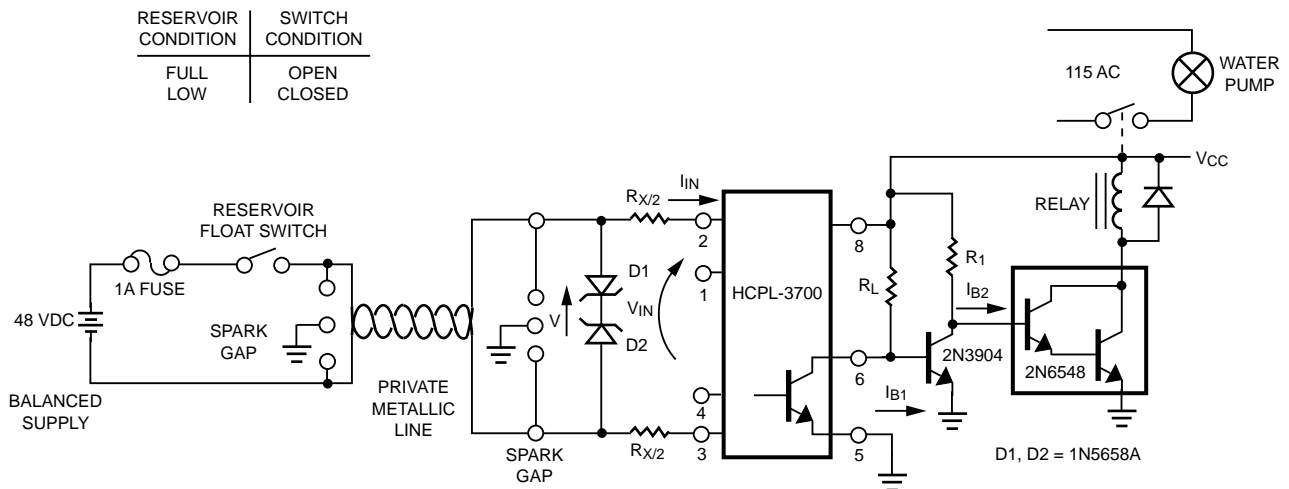 RESERVOIR CONDITION
SWITCH CONDITION
FULL
OPEN
LOW
CLOSED
115 AC
WATER
PUMP
VCC
RELAY
RESERVOIR
FLOAT SWITCH
1A FUSE
48 VDC
SPARK
GAP
BALANCED
SUPPLY
PRIVATE
METALLIC
LINE
SPARK
GAP
V
D1
D2
VIN
RX/2
IIN
2
1
4
3
RX/2
HCPL-3700
8
6
5
RL
R1
IB1
IB2
2N3904
2N6548
D1, D2 = 1N5658A